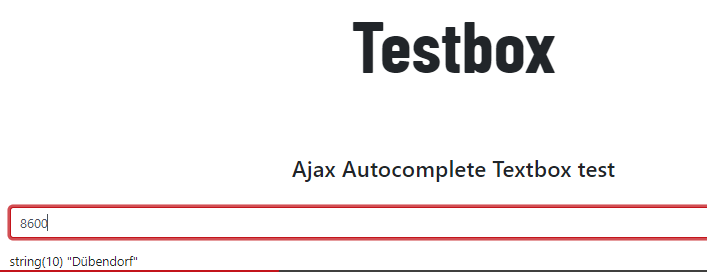 Testbox
Ajax Autocomplete Textbox test
8600
string(10) "Dübendorf"